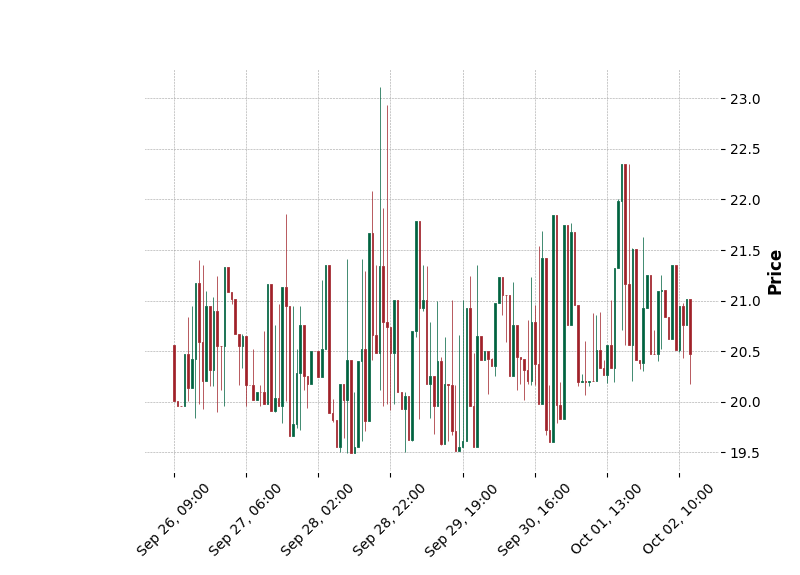 23.0
22.5
22.0
21.5
21.0
20.5
20.0
19.5
Price
Sep 26, 09:00
Sep 27, 06:00
Sep 28, 02:00
Sep 28, 22:00
Sep 29, 19:00
Sep 30, 16:00
Oct 01, 13:00
Oct 02, 10:00